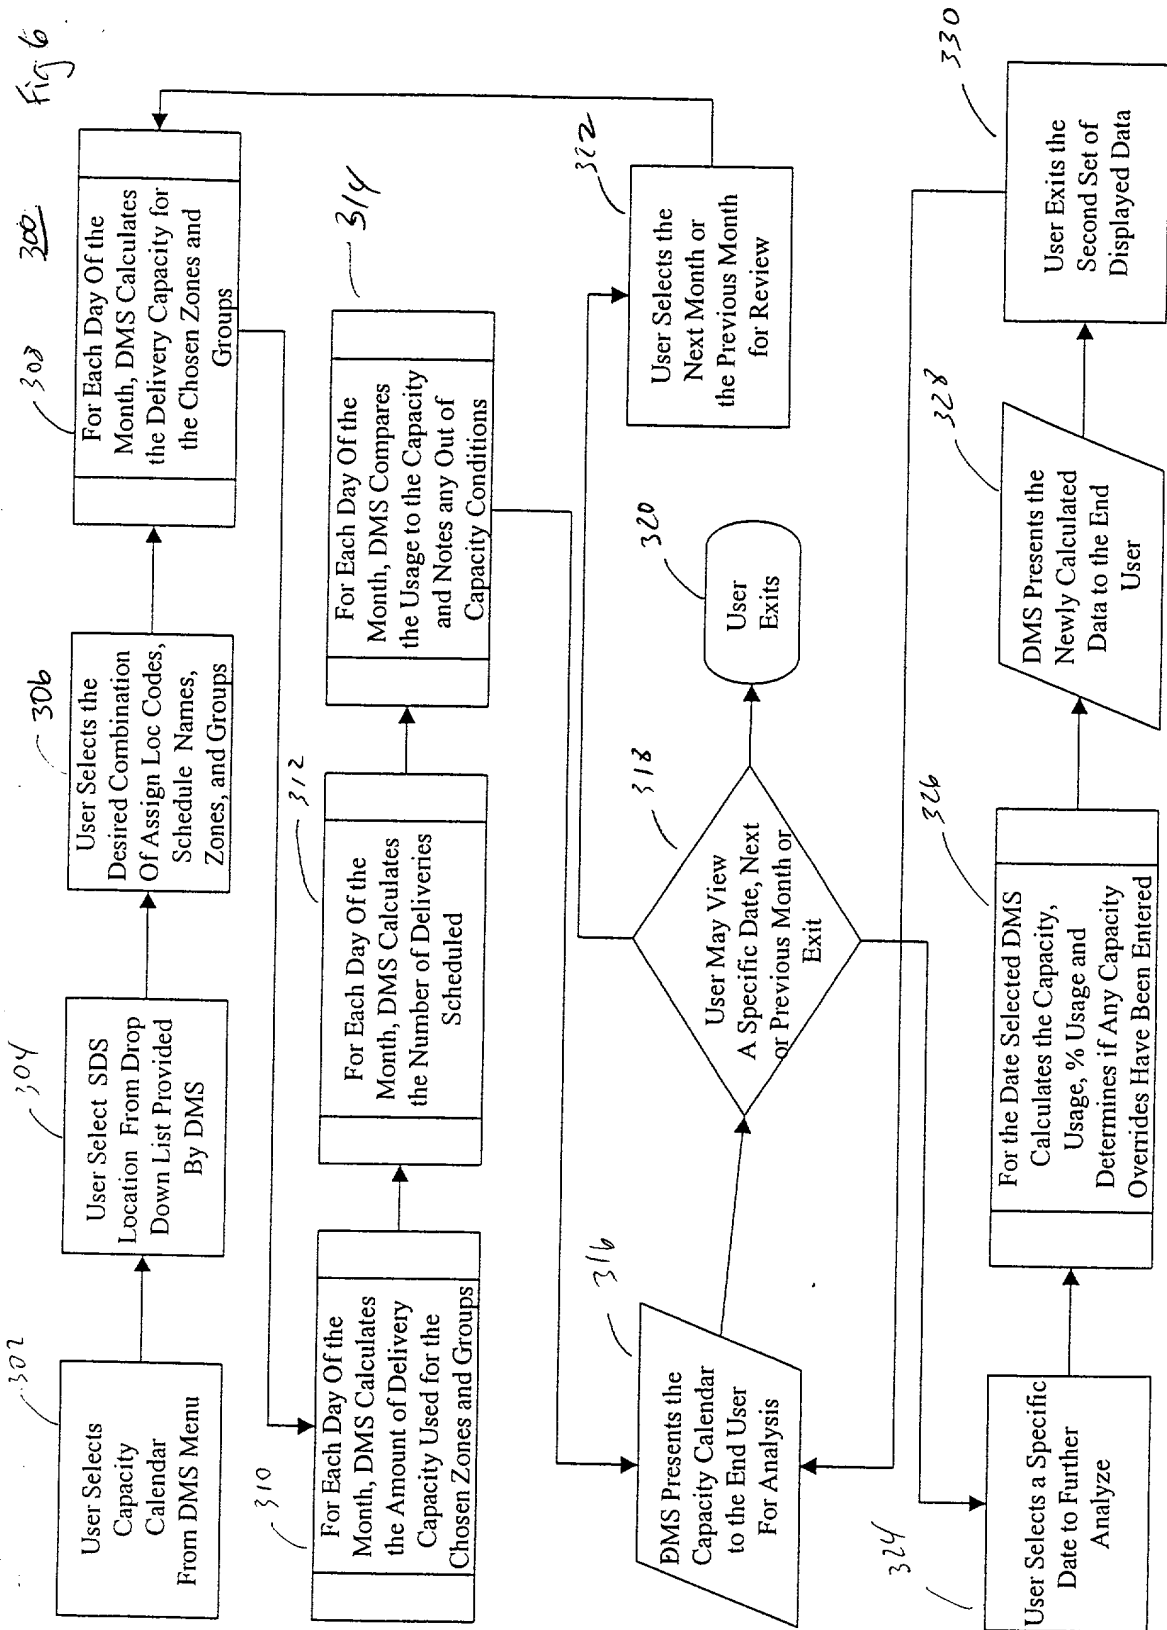 Fig 6
300
302
User Selects
Capacity
Calendar
From DMS Menu
304
User Select SDS
Location From Drop
Down List Provided
By DMS
306
User Selects the
Desired Combination
Of Assign Loc Codes,
Schedule Names,
Zones, and Groups
308
For Each Day Of the
Month, DMS Calculates
the Delivery Capacity for
the Chosen Zones and
Groups
310
For Each Day Of the
Month, DMS Calculates
the Amount of Delivery
Capacity Used for the
Chosen Zones and Groups
312
For Each Day Of the
Month, DMS Calculates
the Number of Deliveries
Scheduled
314
For Each Day Of the
Month, DMS Compares
the Usage to the Capacity
and Notes any Out of
Capacity Conditions
316
DMS Presents the
Capacity Calendar
to the End User
For Analysis
318
User May View
A Specific Date, Next
or Previous Month or
Exit
320
User
Exits
322
User Selects the
Next Month or
the Previous Month
for Review
324
User Selects a Specific
Date to Further
Analyze
326
For the Date Selected DMS
Calculates the Capacity,
Usage, % Usage and
Determines if Any Capacity
Overrides Have Been Entered
328
DMS Presents the
Newly Calculated
Data to the End
User
330
User Exits the
Second Set of
Displayed Data